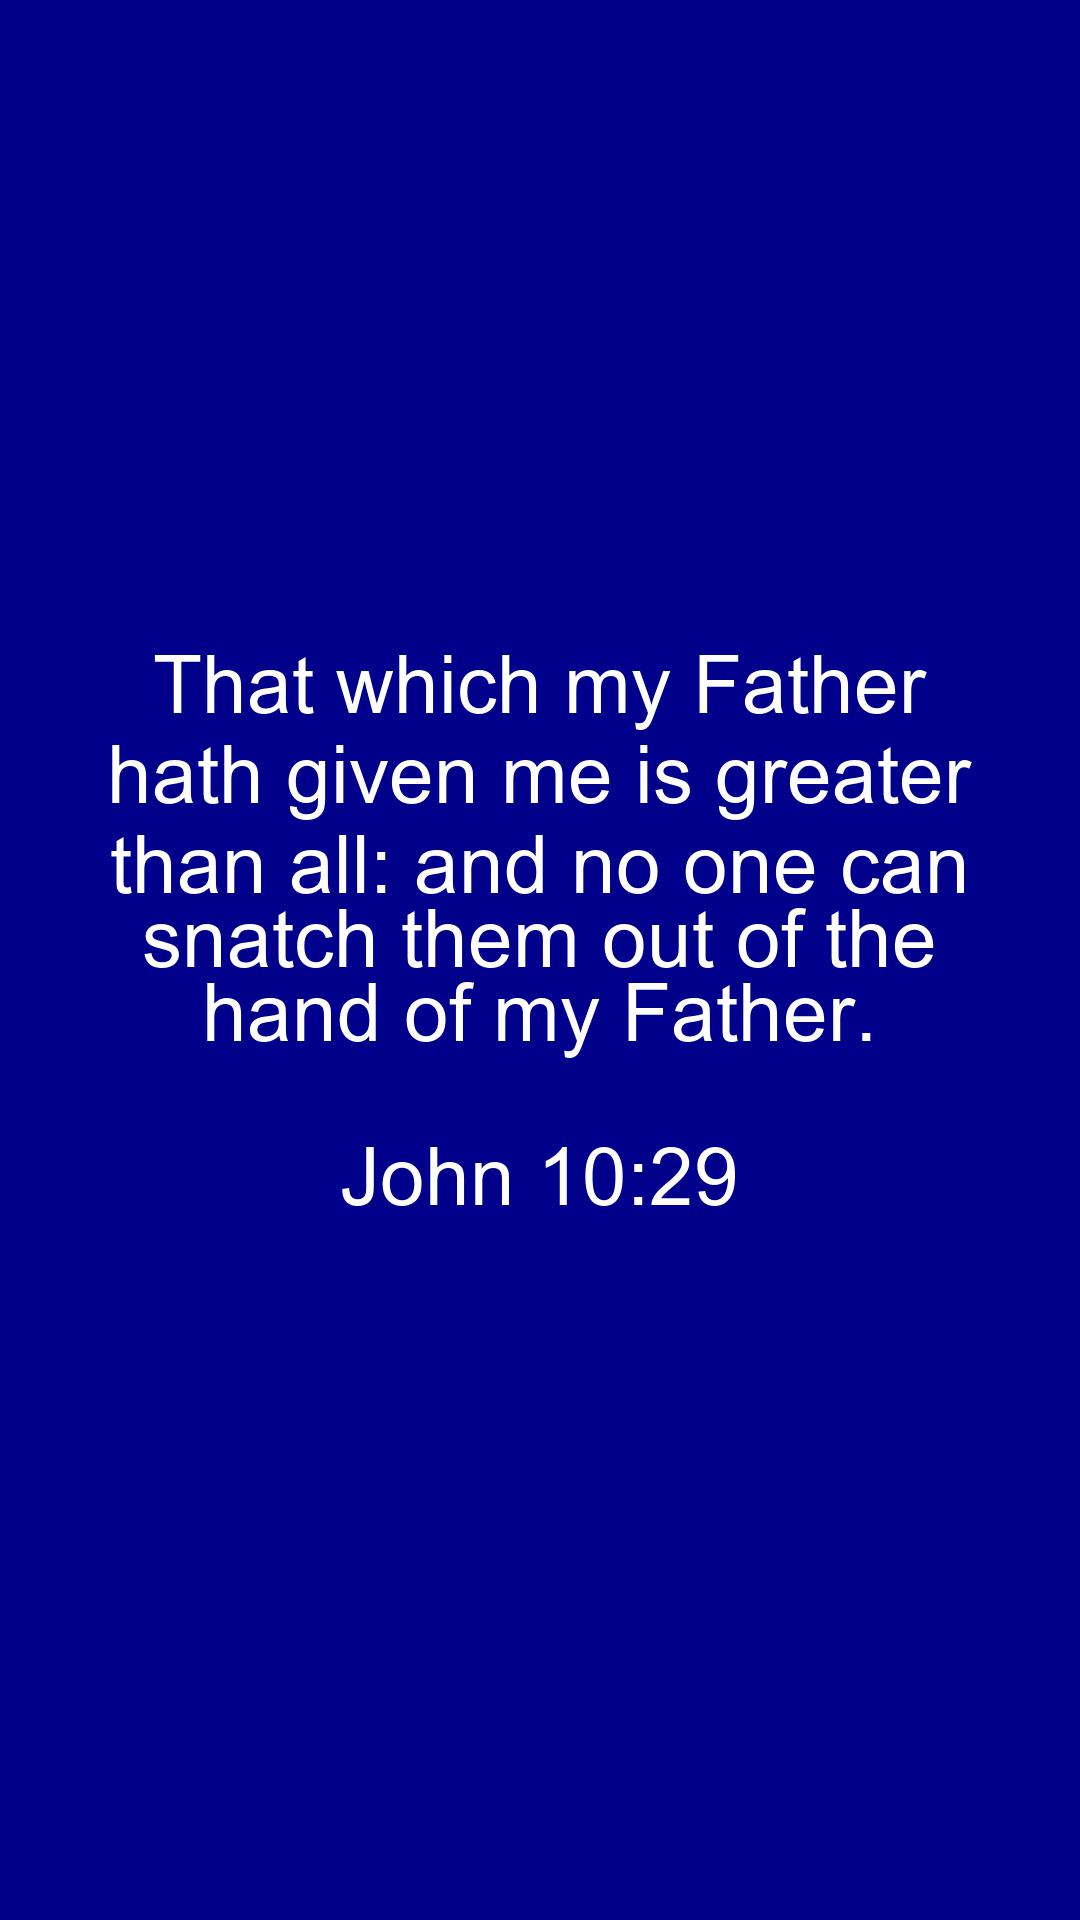 That which my Father
hath given me is greater
than all: and no one can
snatch them out of the
hand of my Father.
John 10:29